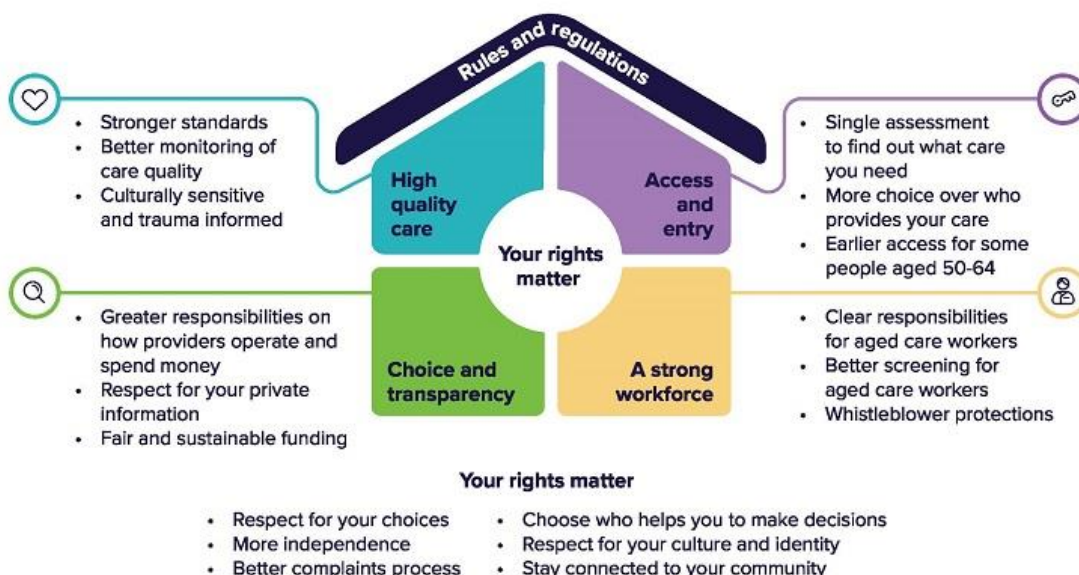 Rules and regulations
• Stronger standards
• Better monitoring of
care quality
• Culturally sensitive
and trauma informed
High
quality
care
Access
and
entry
• Single assessment
to find out what care
you need
• More choice over who
provides your care
• Earlier access for some
people aged 50-64
Your rights
matter
• Greater responsibilities on
how providers operate and
spend money
• Respect for your private
information
• Fair and sustainable funding
Choice and
transparency
A strong
workforce
• Clear responsibilities
for aged care workers
• Better screening for
aged care workers
• Whistleblower protections
Your rights matter
• Respect for your choices
• More independence
• Better complaints process
• Choose who helps you to make decisions
• Respect for your culture and identity
• Stay connected to your community